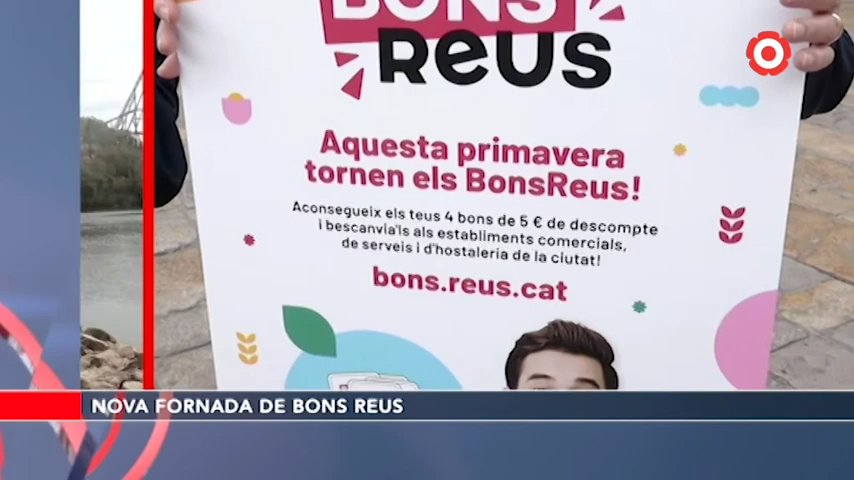 BONS
Reus
Aquesta primavera
tornen els BonsReus!
Aconsegueix els teus 4 bons de 5 € de descompte
i bescanvia'ls als establiments comercials,
de serveis i d'hostaleria de la ciutat!
bons.reus.cat
NOVA FORNADA DE BONS REUS